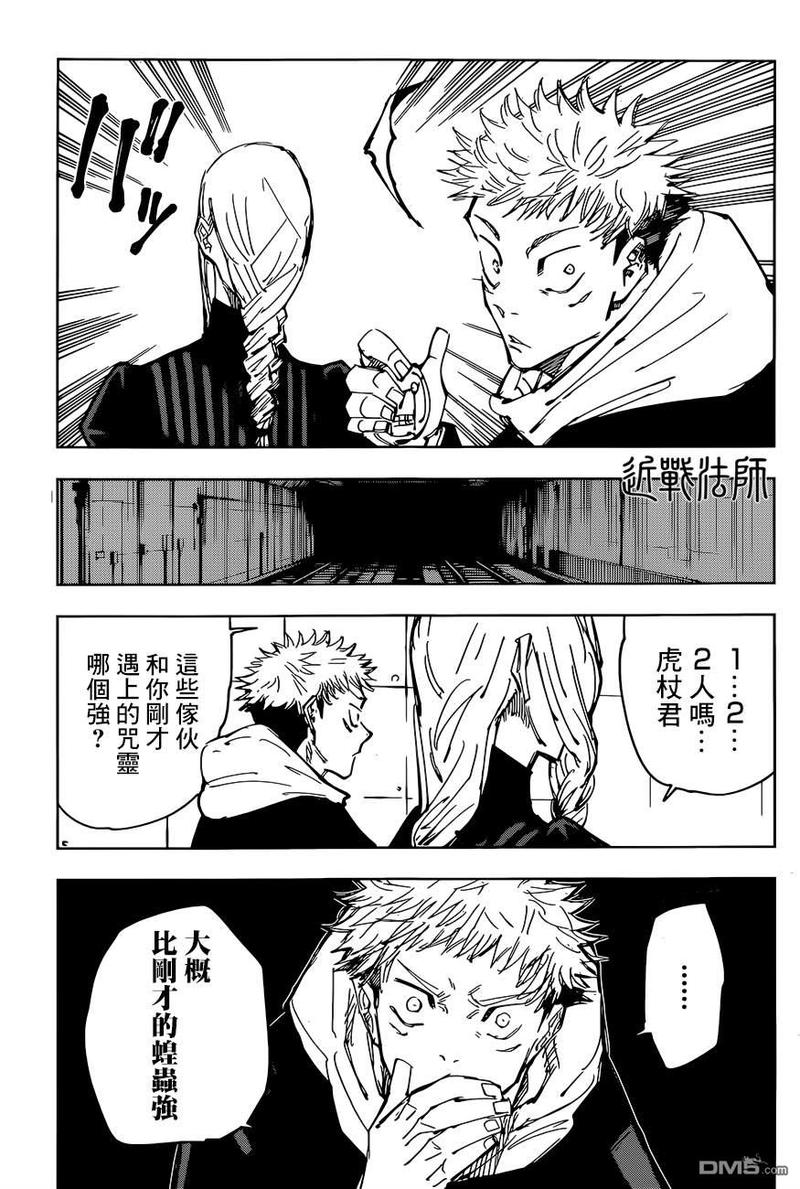 バッ
近戰法師
1…2…
2人嗎…
虎杖君
這些傢伙
和你剛才
遇上的咒靈
哪個強?
……
大概
比剛才的蝗蟲強
DM5.com